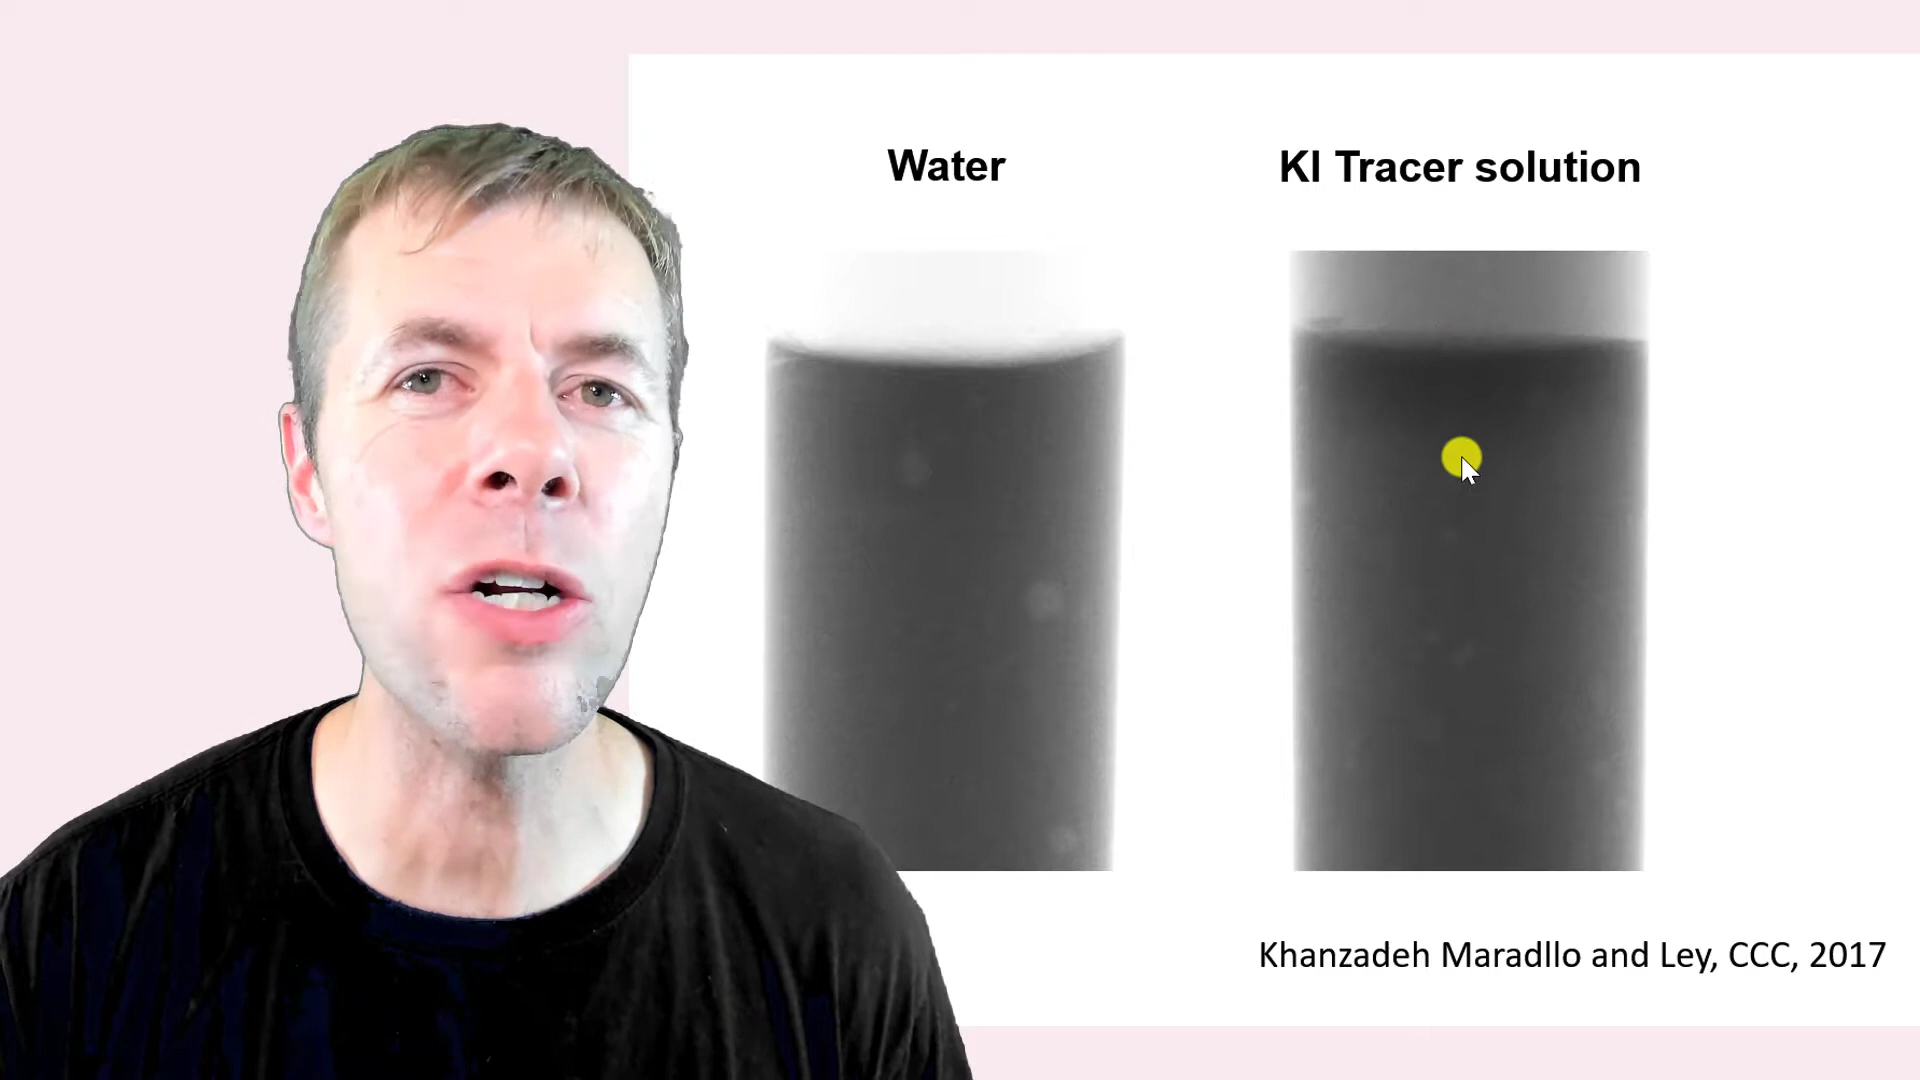 Water
KI Tracer solution
Khanzadeh Maradllo and Ley, CCC, 2017